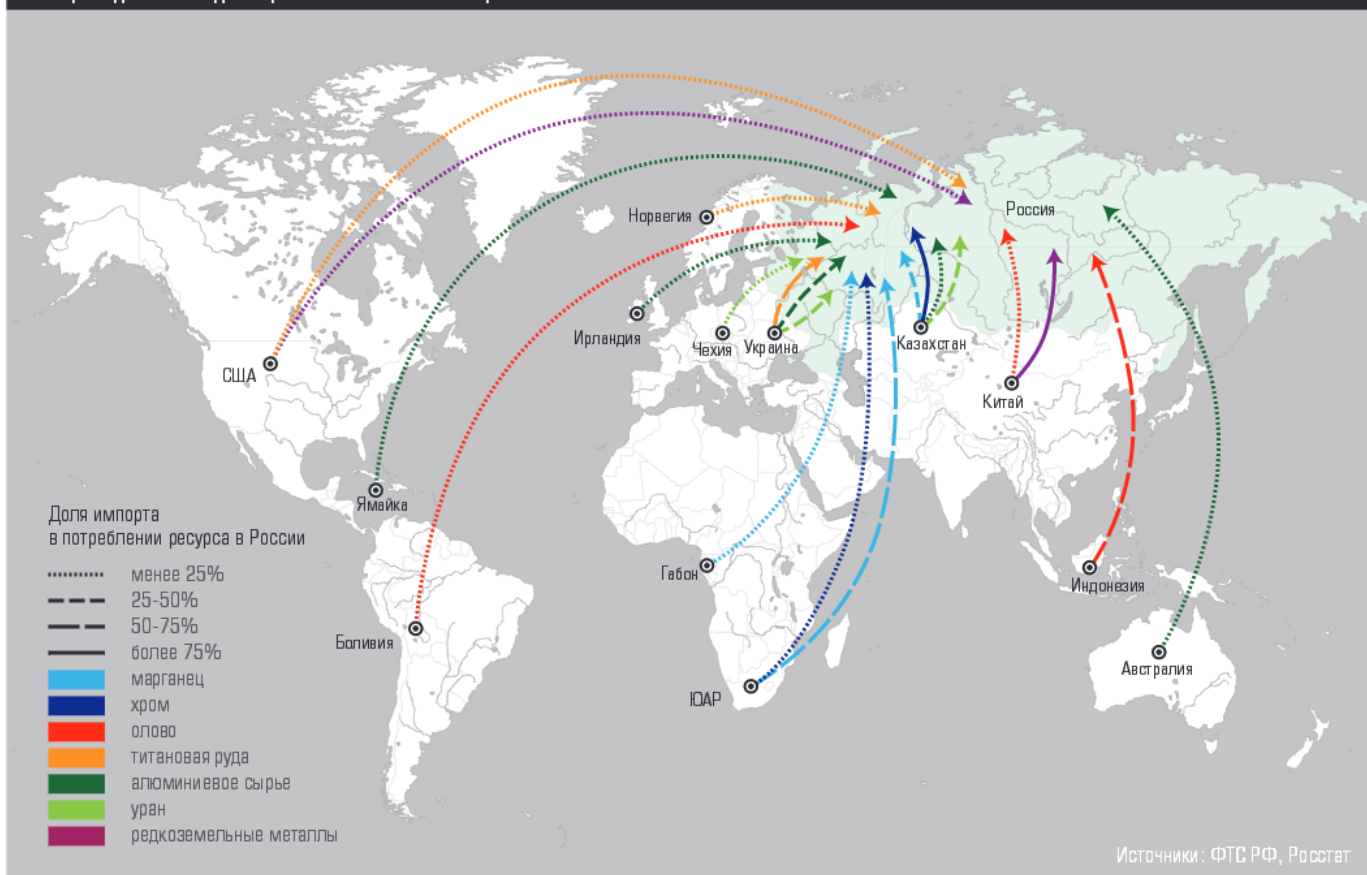 Норвегия
Россия
Ирландия
Чехия
Украина
Казахстан
США
Китай
Ямайка
Доля импорта
в потреблении ресурса в России
менее 25%
25-50%
50-75%
более 75%
марганец
хром
олово
титановая руда
алюминиевое сырье
уран
редкоземельные металлы
Габон
Индонезия
Боливия
Австралия
ЮАР
Источники: ФТС РФ, Росстат